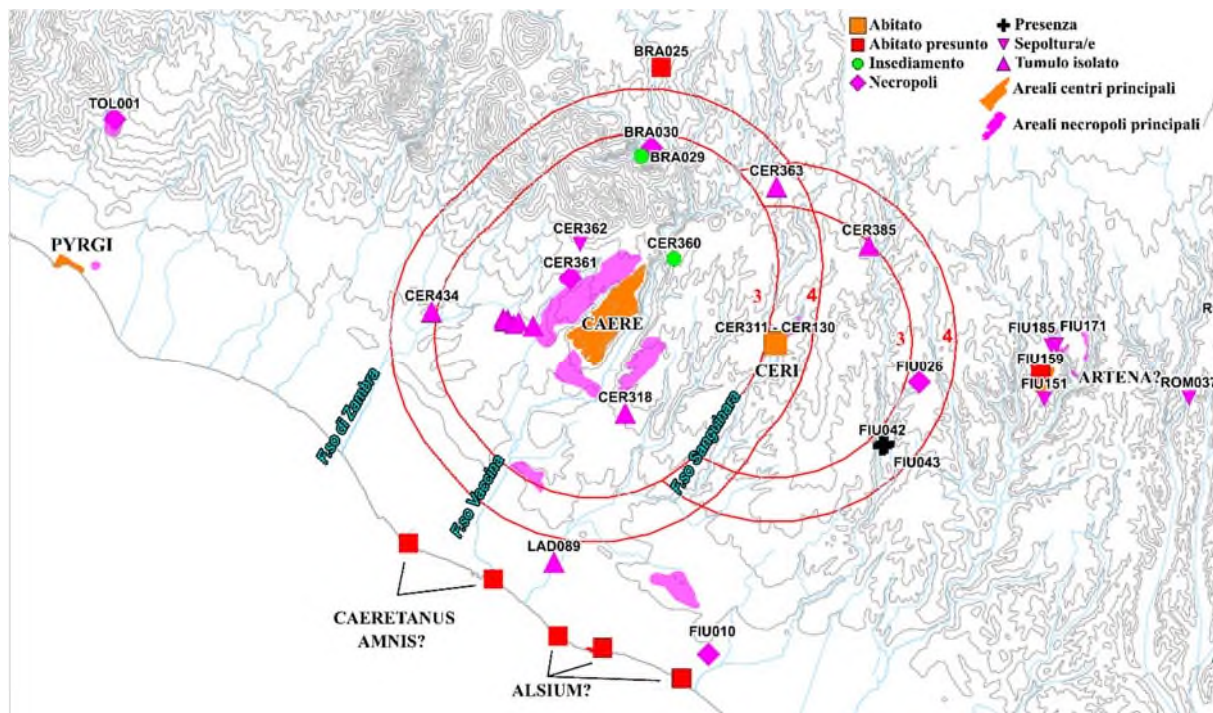 Abitato
Abitato presunto
Insediamento
Necropoli
Presenza
Sepoltura/e
Tumulo isolato
Areali centri principali
Areali necropoli principali
BRA025
TOL001
BRA030
BRA029
CER363
CER362
CER385
PYRGI
CER360
CER361
CER434
3
4
CAERE
CER311 - CER130
3
4
FIU185
FIU171
R
CERI
FIU159
FIU026
ARTENA?
ROM037
FIU151
F.so di Zambra
CER318
F.so Sanguinara
FIU042
FIU043
F.so Vaccina
LAD089
CAERETANUS
AMNIS?
FIU010
ALSIUM?